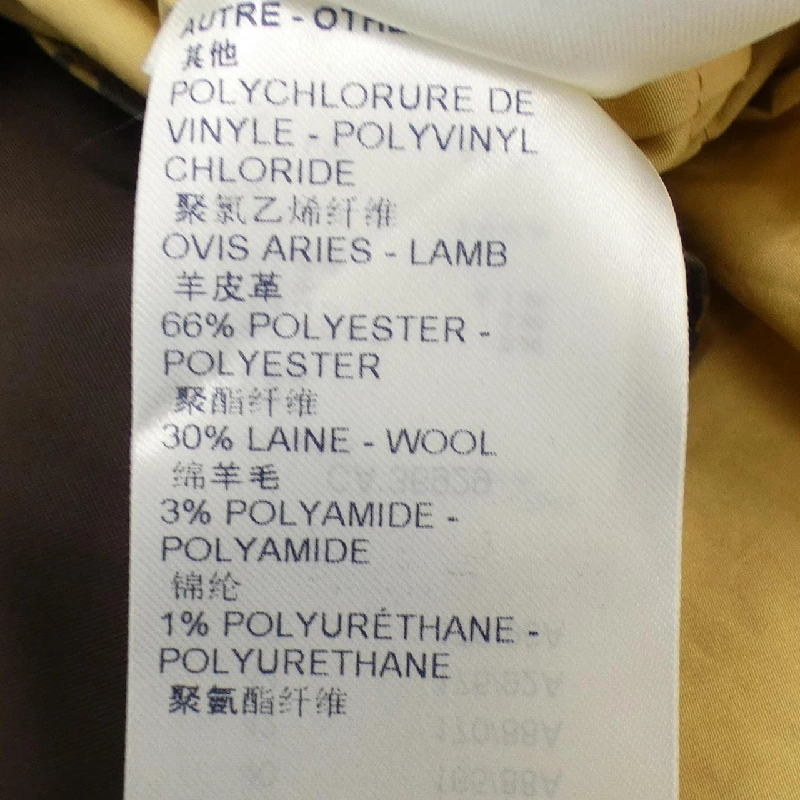 AUTRE - OTHE
其他
POLYCHLORURE DE
VINYLE - POLYVINYL
CHLORIDE
聚氯乙烯纤维
OVIS ARIES - LAMB
羊皮革
66% POLYESTER -
POLYESTER
聚酯纤维
30% LAINE - WOOL
绵羊毛
3% POLYAMIDE -
POLYAMIDE
锦纶
1% POLYURÉTHANE -
POLYURETHANE
聚氨酯纤维